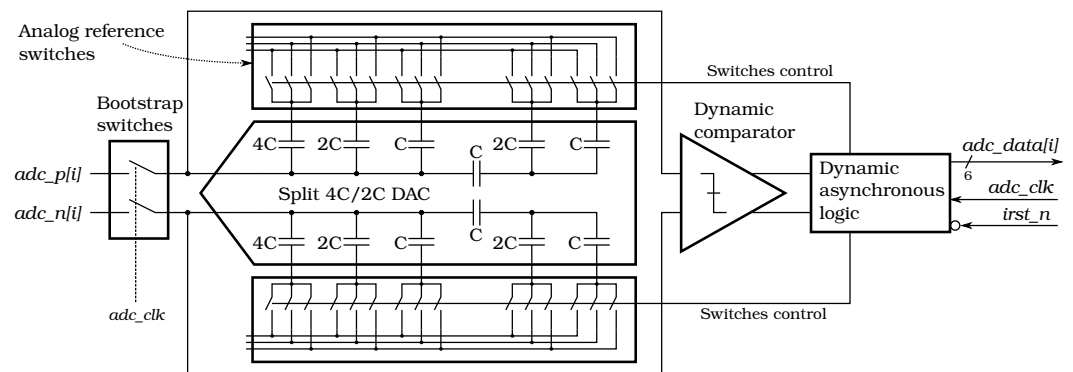 Analog reference
switches
Switches control
Bootstrap
switches
Dynamic
comparator
4C
2C
C
C
2C
C
adc_p[i]
adc_n[i]
Split 4C/2C DAC
Dynamic
asynchronous
logic
adc_data[i]
6
adc_clk
irst_n
4C
2C
C
C
2C
C
adc_clk
Switches control